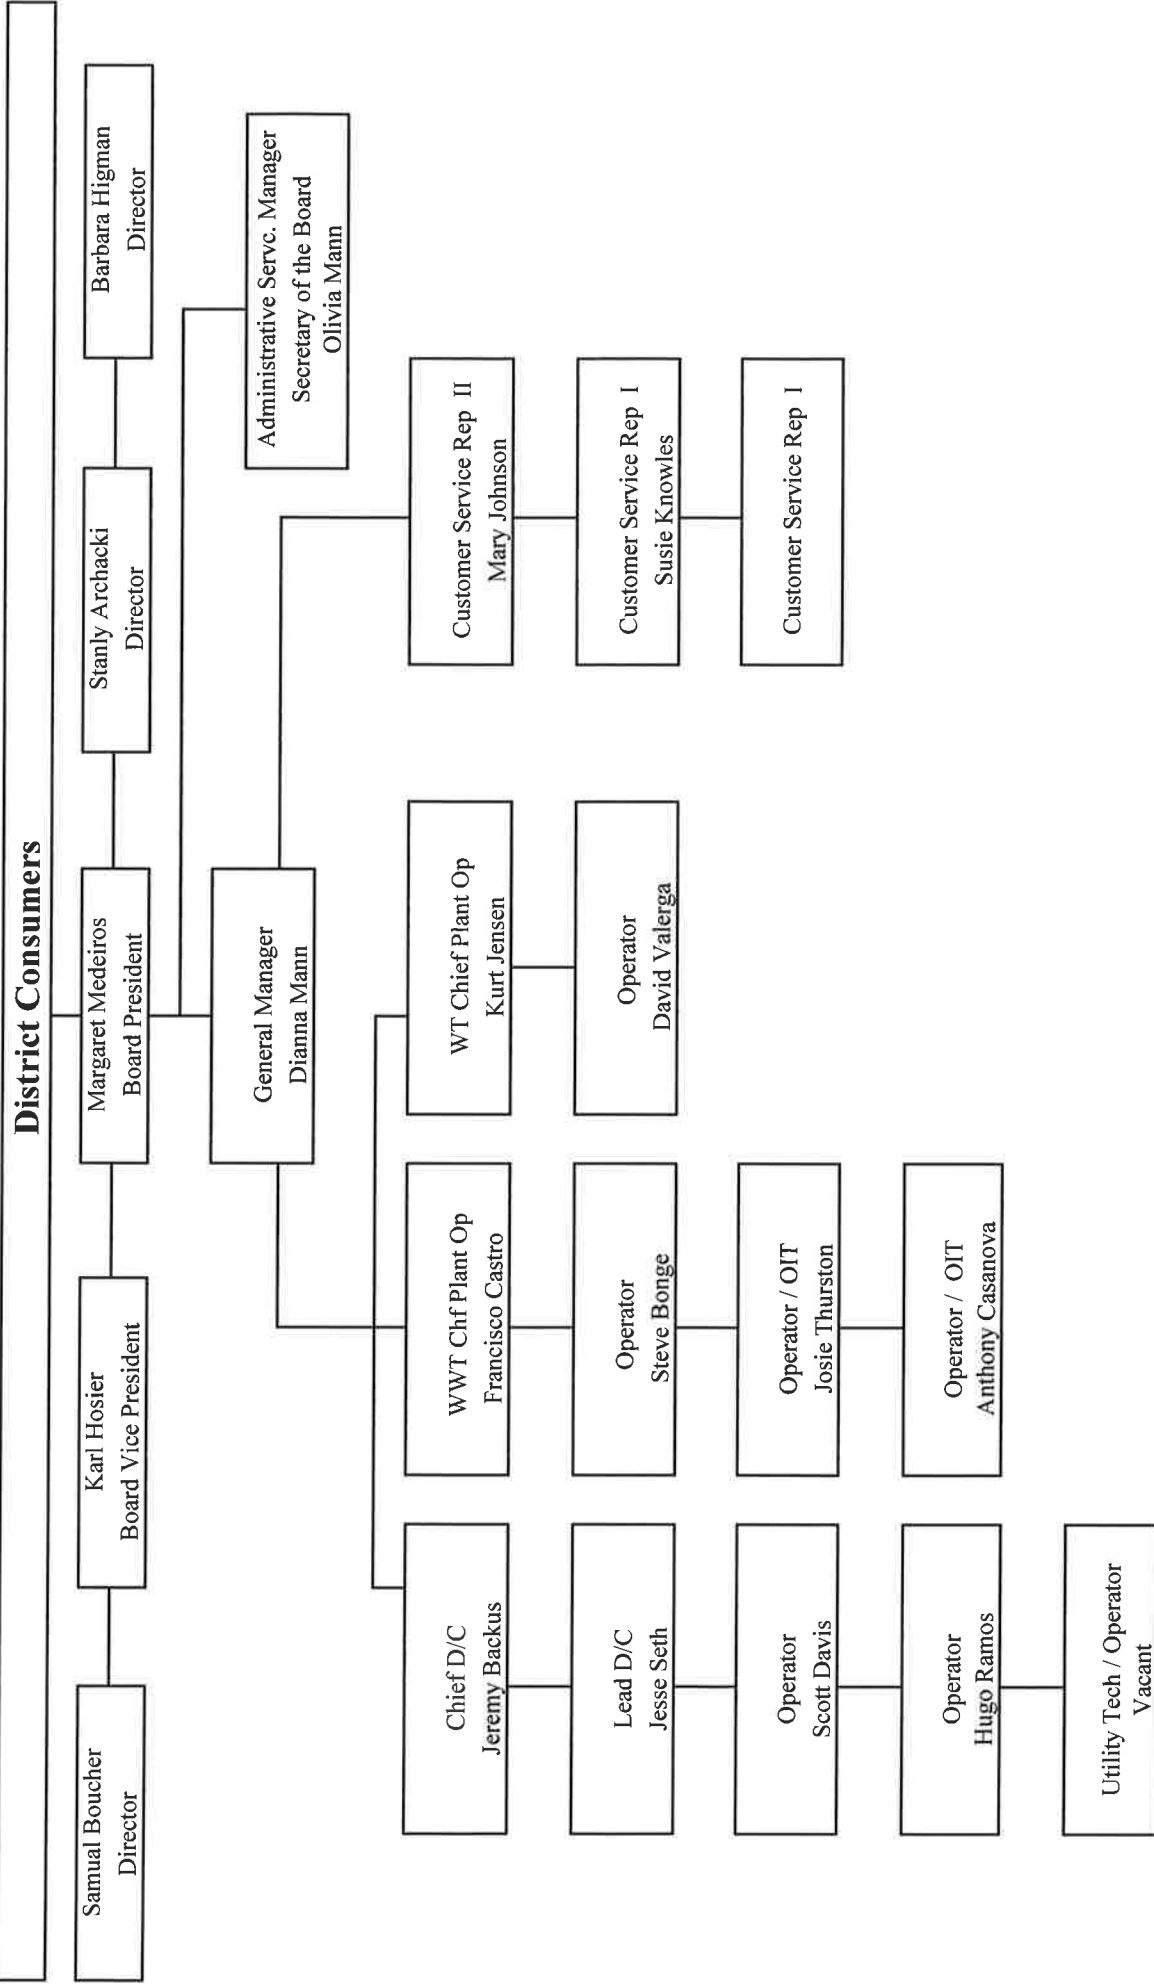 District Consumers
Samual Boucher
Director
Karl Hosier
Board Vice President
Margaret Medeiros
Board President
Stanly Archacki
Director
Barbara Higman
Director
General Manager
Dianna Mann
Administrative Servc. Manager
Secretary of the Board
Olivia Mann
Chief D/C
Jeremy Backus
WWT Chf Plant Op
Francisco Castro
WT Chief Plant Op
Kurt Jensen
Customer Service Rep II
Mary Johnson
Lead D/C
Jesse Seth
Operator
Steve Bonge
Operator
David Valerga
Customer Service Rep I
Susie Knowles
Operator
Scott Davis
Operator / OIT
Josie Thurston
Customer Service Rep I
Operator
Hugo Ramos
Operator / OIT
Anthony Casanova
Utility Tech / Operator
Vacant